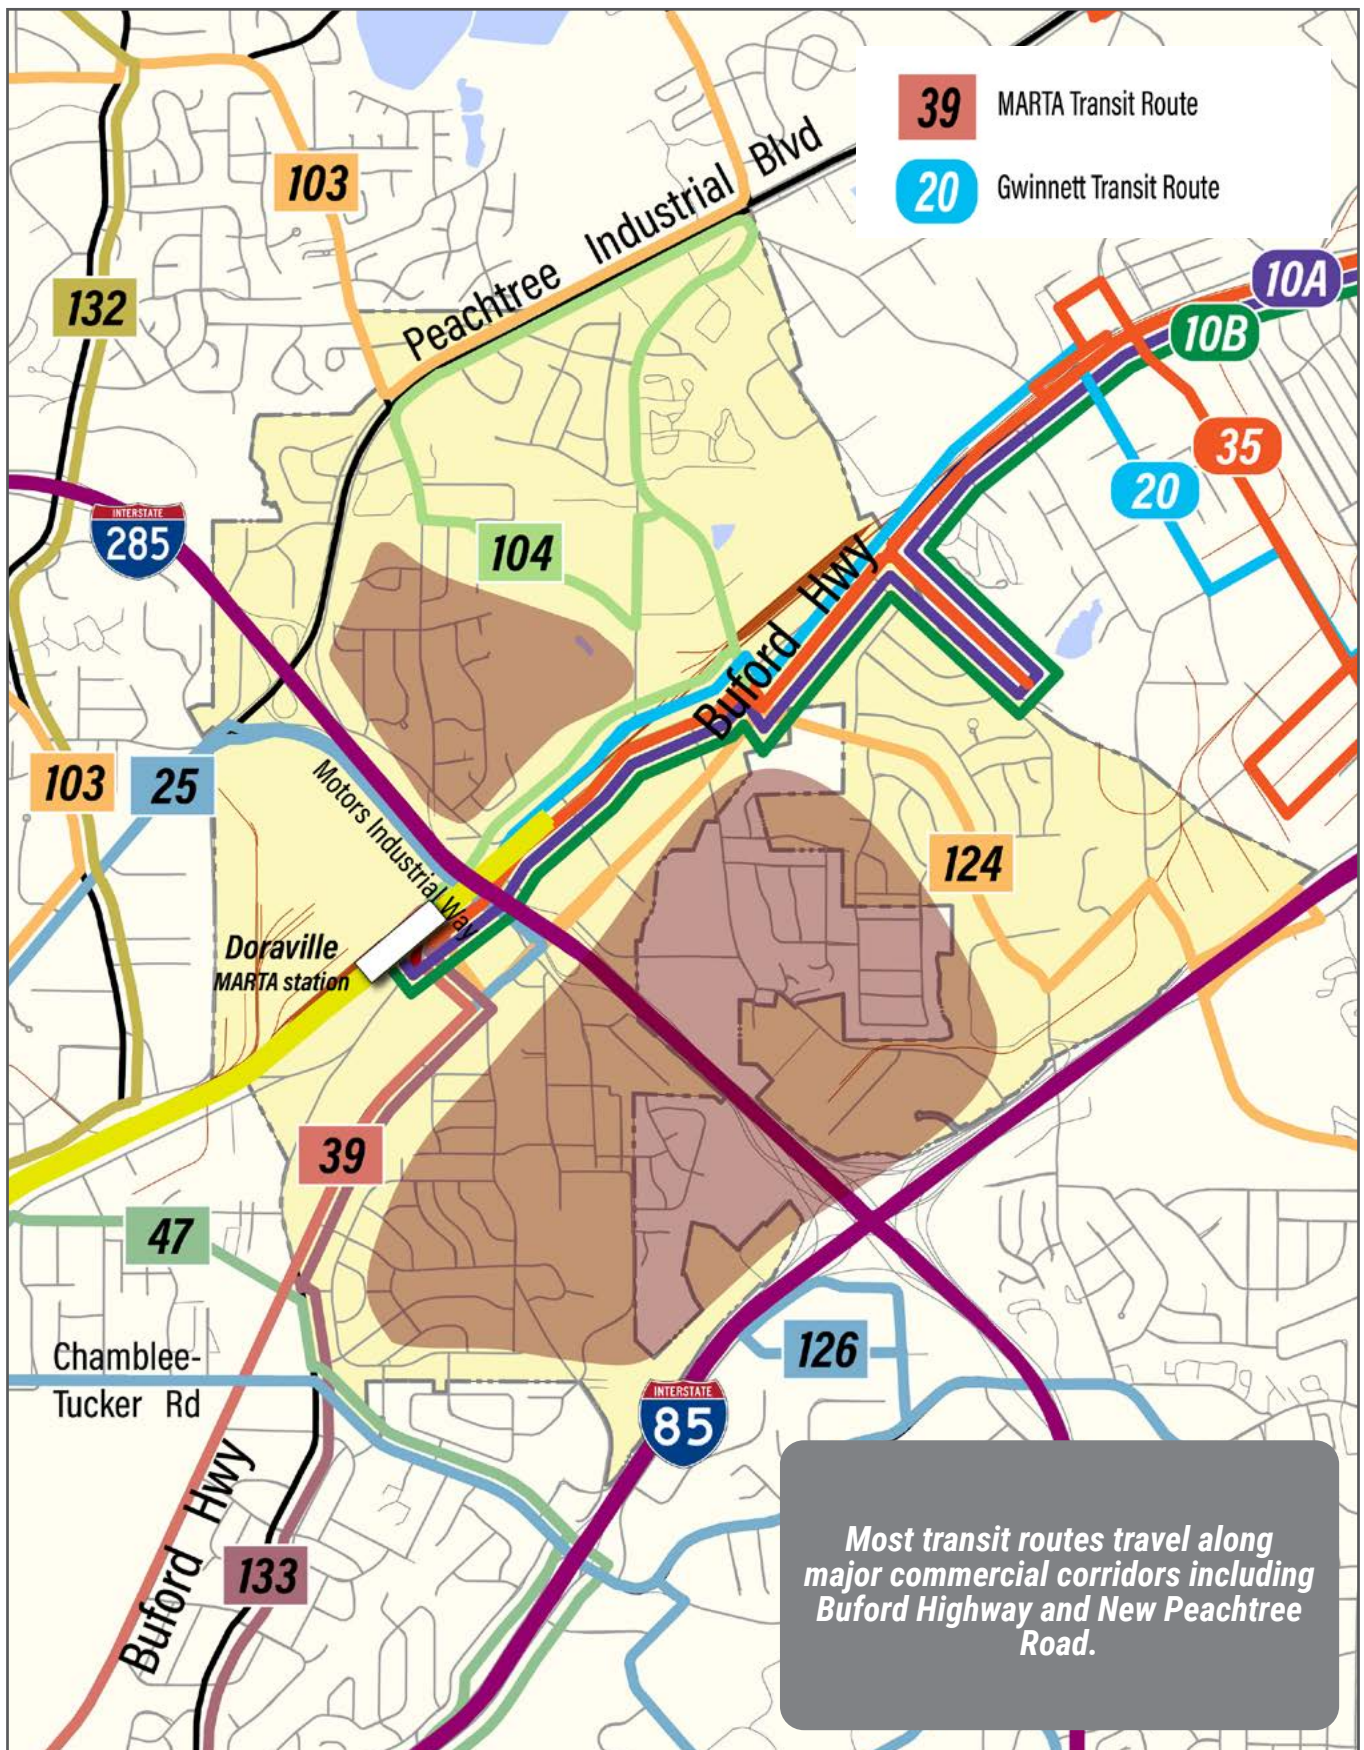 39
MARTA Transit Route
20
Gwinnett Transit Route
103
Peachtree Industrial Blvd
132
10A
10B
35
20
INTERSTATE
285
104
Buford Hwy
103
25
Motors Industrial Way
124
Doraville
MARTA station
39
47
126
Chamblee-
Tucker Rd
INTERSTATE
85
Buford Hwy
133
Most transit routes travel along
major commercial corridors including
Buford Highway and New Peachtree
Road.